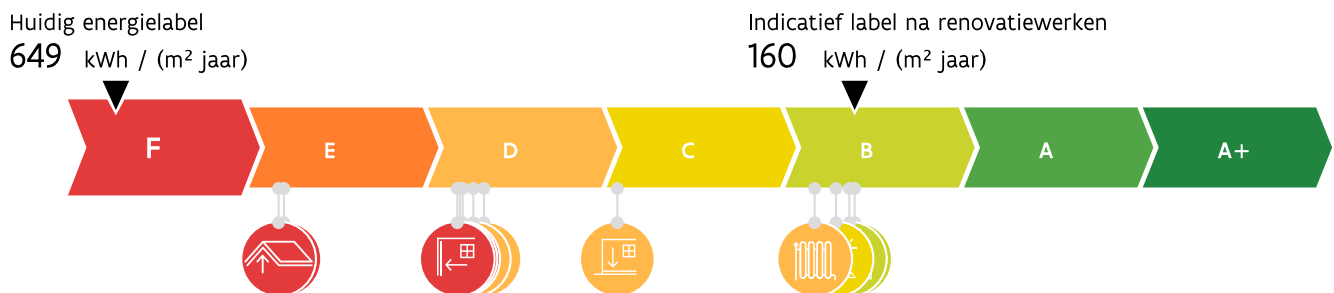 Huidig energielabel
649 kWh / (m² jaar)
Indicatief label na renovatiewerken
160 kWh / (m² jaar)
F
E
D
C
B
A
A+